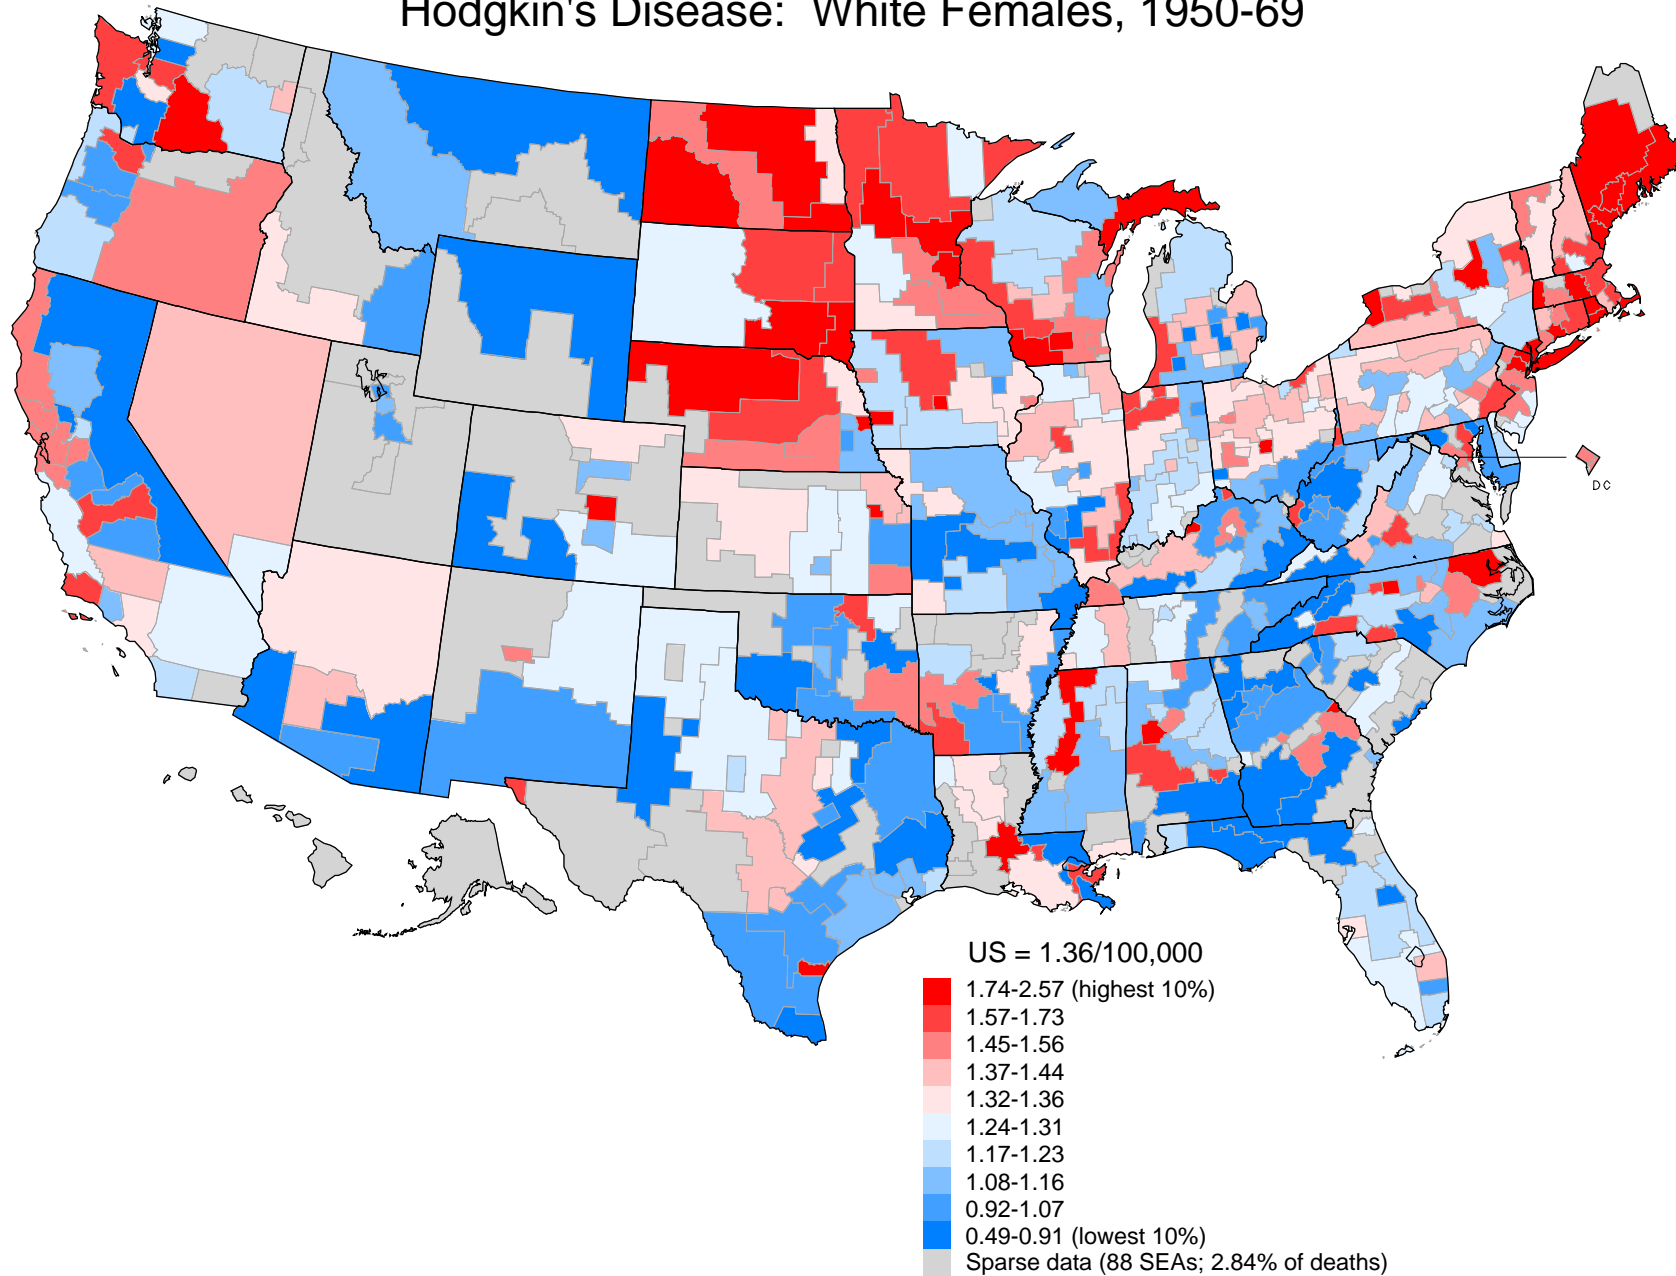 Hodgkin's Disease: White Females, 1950-69
DC
US = 1.36/100,000
1.74-2.57 (highest 10%)
1.57-1.73
1.45-1.56
1.37-1.44
1.32-1.36
1.24-1.31
1.17-1.23
1.08-1.16
0.92-1.07
0.49-0.91 (lowest 10%)
Sparse data (88 SEAs; 2.84% of deaths)